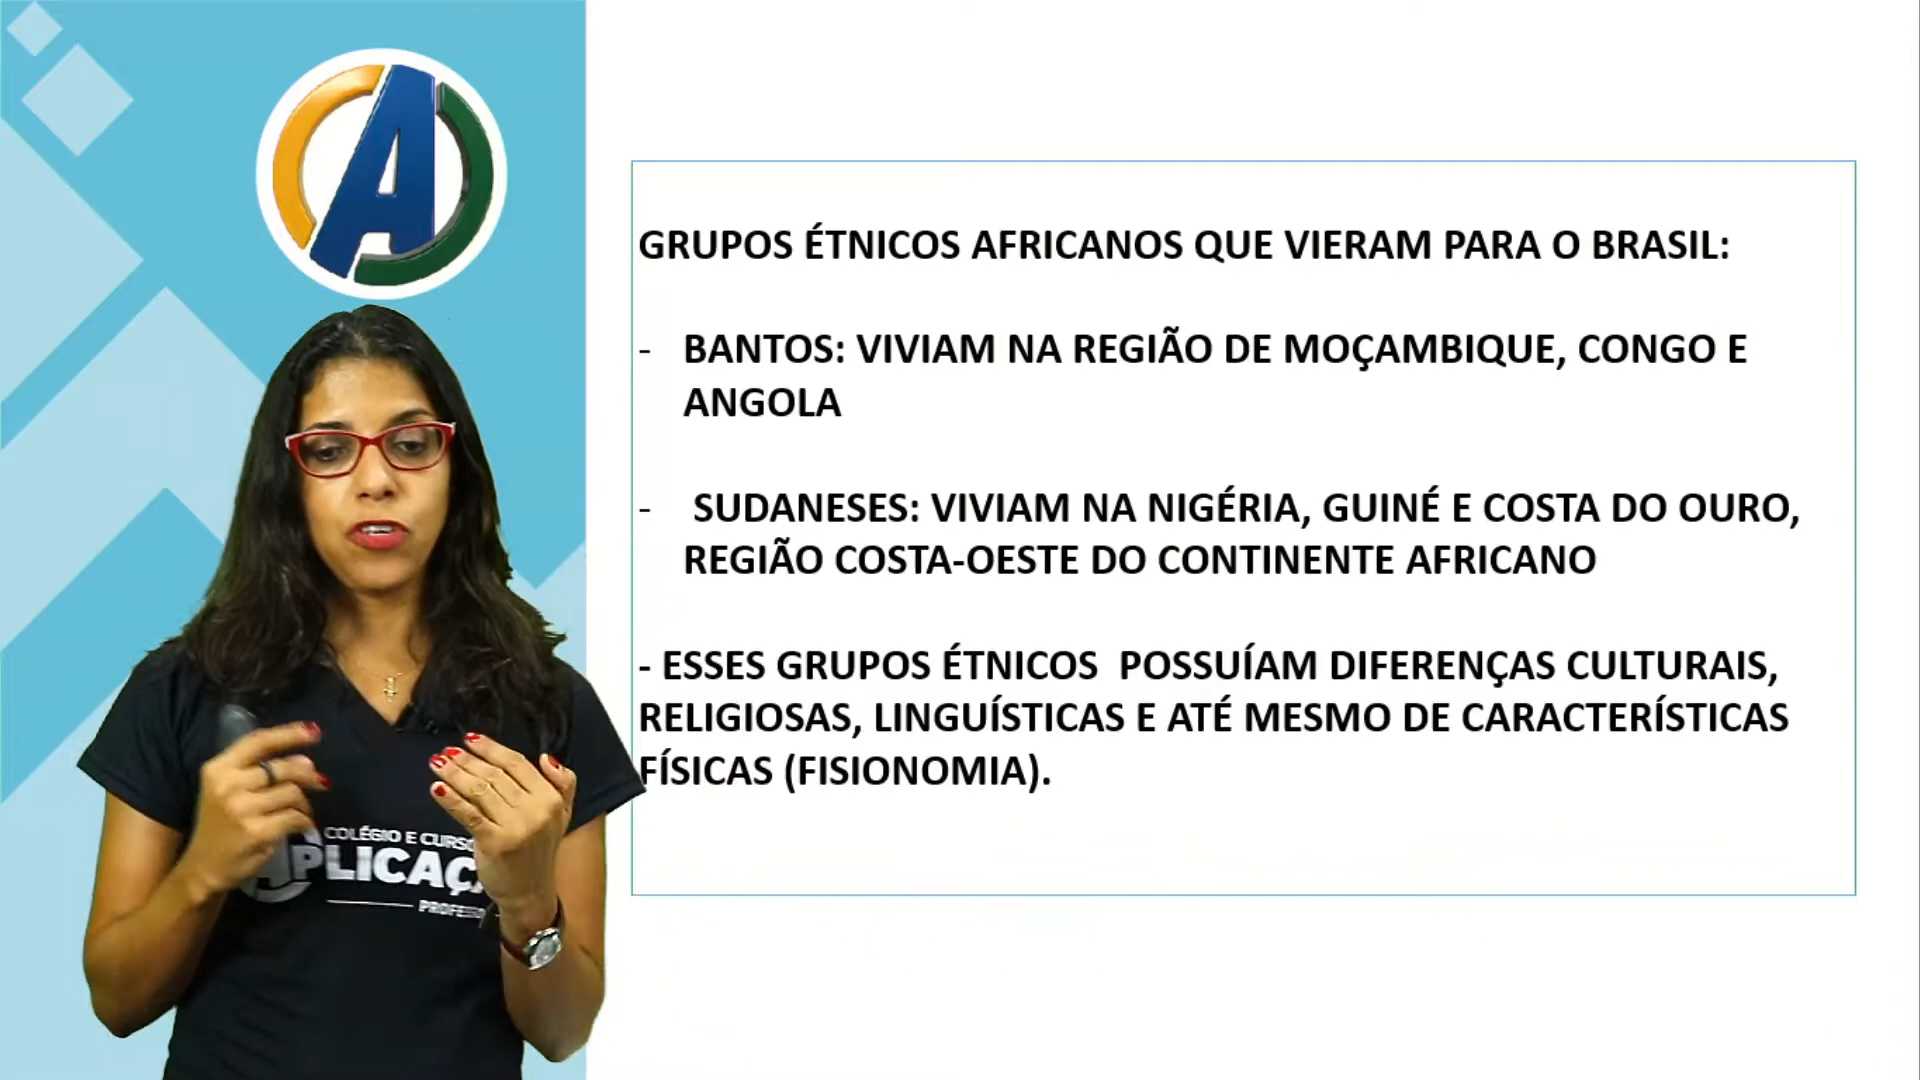 GRUPOS ÉTNICOS AFRICANOS QUE VIERAM PARA O BRASIL:
- BANTOS: VIVIAM NA REGIÃO DE MOÇAMBIQUE, CONGO E
ANGOLA
- SUDANESES: VIVIAM NA NIGÉRIA, GUINÉ E COSTA DO OURO,
REGIÃO COSTA-OESTE DO CONTINENTE AFRICANO
- ESSES GRUPOS ÉTNICOS POSSUÍAM DIFERENÇAS CULTURAIS,
RELIGIOSAS, LINGUÍSTICAS E ATÉ MESMO DE CARACTERÍSTICAS
FÍSICAS (FISIONOMIA).
A
COLÉGIO E